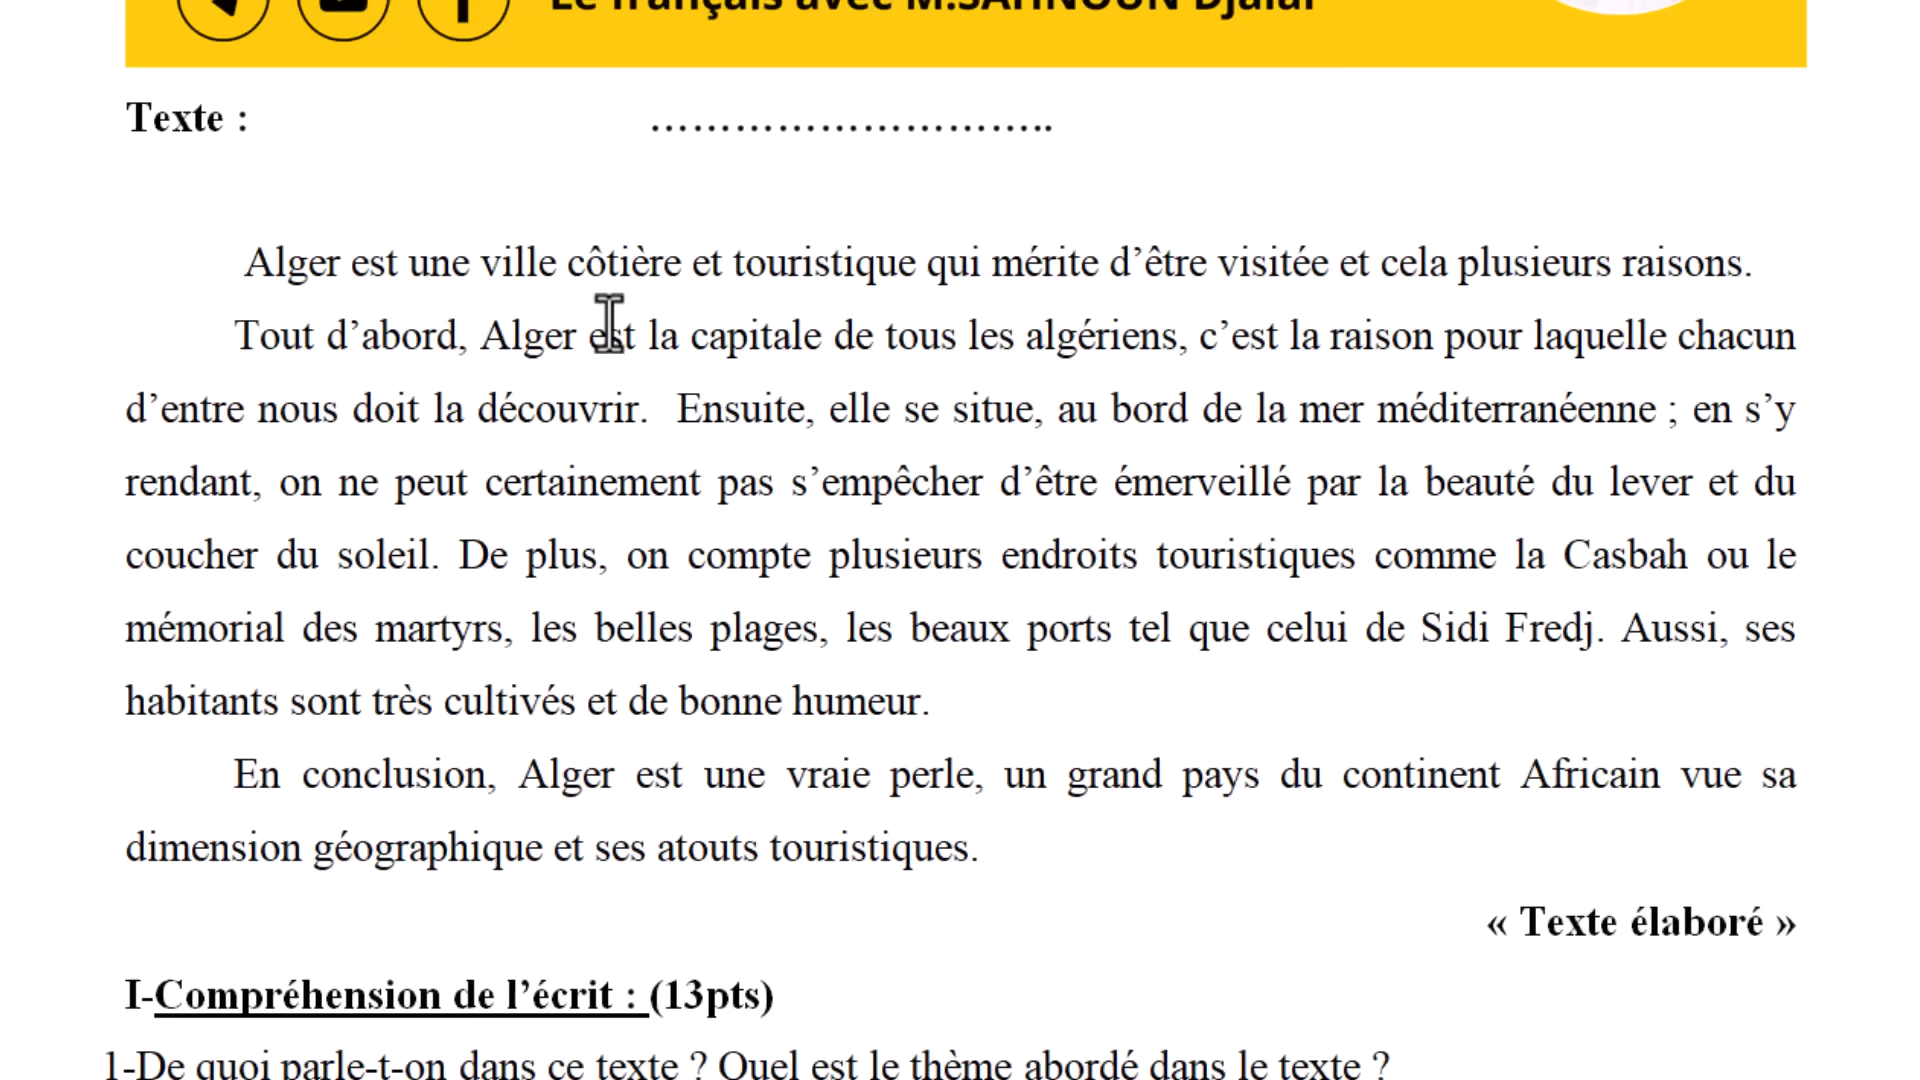 Le français avec M.SAHNOUN Djalal
Texte : …………………………..
Alger est une ville côtière et touristique qui mérite d’être visitée et cela plusieurs raisons.
Tout d’abord, Alger est la capitale de tous les algériens, c’est la raison pour laquelle chacun
d’entre nous doit la découvrir. Ensuite, elle se situe, au bord de la mer méditerranéenne ; en s’y
rendant, on ne peut certainement pas s’empêcher d’être émerveillé par la beauté du lever et du
coucher du soleil. De plus, on compte plusieurs endroits touristiques comme la Casbah ou le
mémorial des martyrs, les belles plages, les beaux ports tel que celui de Sidi Fredj. Aussi, ses
habitants sont très cultivés et de bonne humeur.
En conclusion, Alger est une vraie perle, un grand pays du continent Africain vue sa
dimension géographique et ses atouts touristiques.
« Texte élaboré »
I-Compréhension de l’écrit : (13pts)
1-De quoi parle-t-on dans ce texte ? Quel est le thème abordé dans le texte ?